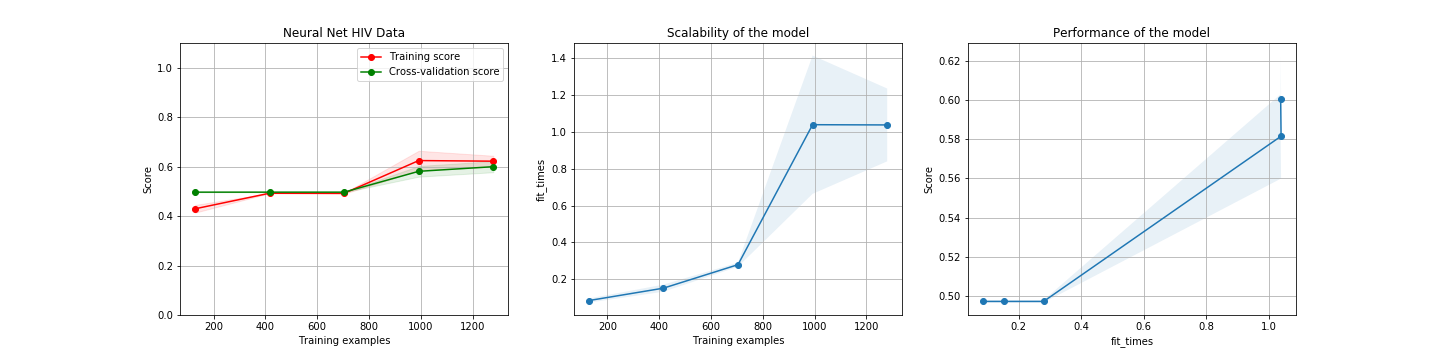 Neural Net HIV Data
1.0
0.8
0.6
0.4
0.2
0.0
Score
200 400 600 800 1000 1200
Training examples
Training score
Cross-validation score
Scalability of the model
1.4
1.2
1.0
0.8
0.6
0.4
0.2
fit_times
200 400 600 800 1000 1200
Training examples
Performance of the model
0.62
0.60
0.58
0.56
0.54
0.52
0.50
Score
0.2 0.4 0.6 0.8 1.0
fit_times